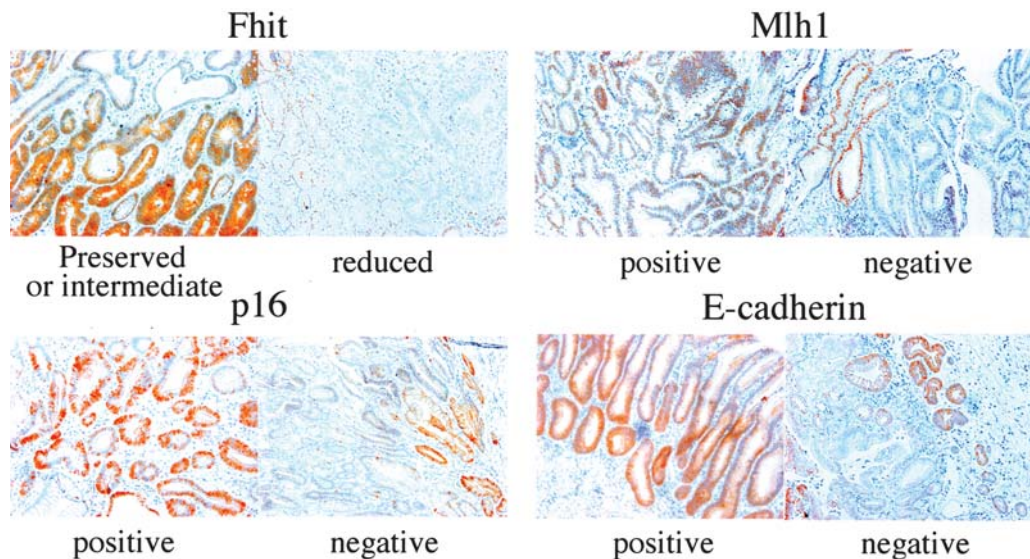 Fhit
Mlh1
Preserved
or intermediate
reduced
positive
negative
p16
E-cadherin
positive
negative
positive
negative